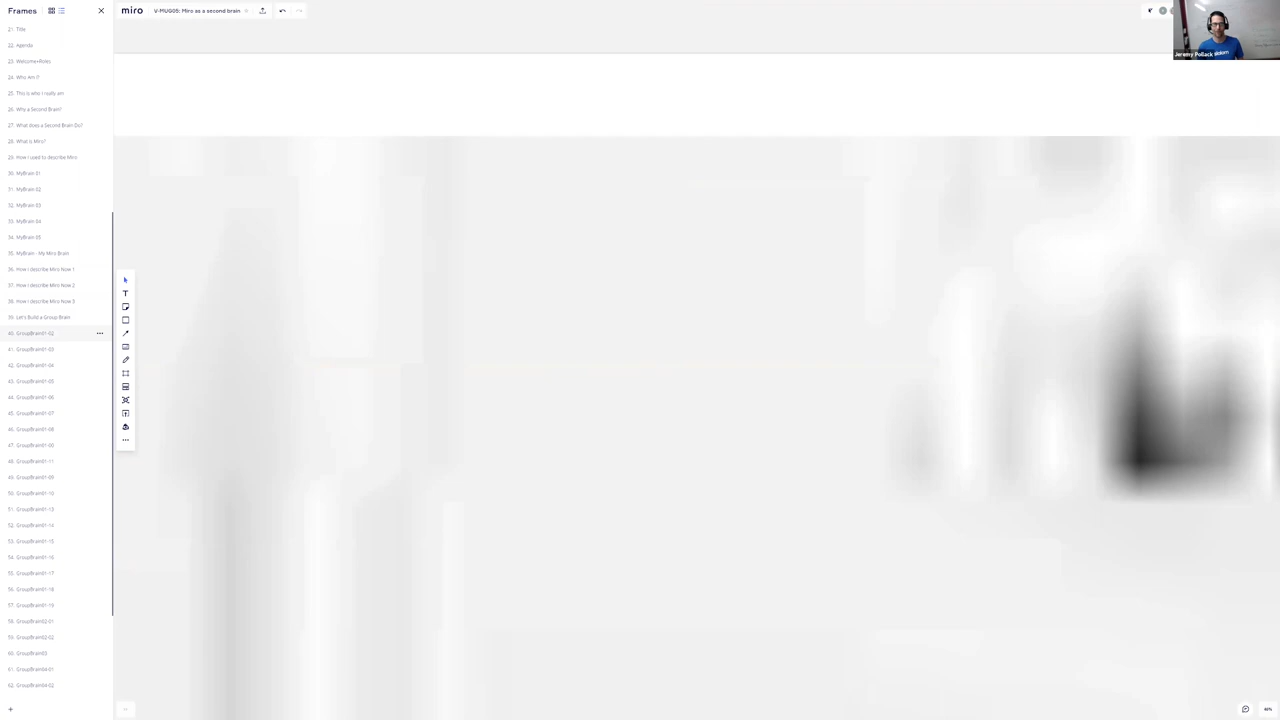 Frames
miro
V-MUG05: Miro as a second brain
Jeremy Pollack
21. Title
22. Agenda
23. Welcome+Roles
24. Who Am I?
25. This is who I really am
26. Why a Second Brain?
27. What does a Second Brain Do?
28. What is Miro?
29. How I used to describe Miro
30. MyBrain 01
31. MyBrain 02
32. MyBrain 03
33. MyBrain 04
34. MyBrain 05
35. MyBrain - My Miro Brain
36. How I describe Miro Now 1
37. How I describe Miro Now 2
38. How I describe Miro Now 3
39. Let's Build a Group Brain
40. GroupBrain01-02
41. GroupBrain01-03
42. GroupBrain01-04
43. GroupBrain01-05
44. GroupBrain01-06
45. GroupBrain01-07
46. GroupBrain01-08
47. GroupBrain01-00
48. GroupBrain01-11
49. GroupBrain01-09
50. GroupBrain01-10
51. GroupBrain01-13
52. GroupBrain01-14
53. GroupBrain01-15
54. GroupBrain01-16
55. GroupBrain01-17
56. GroupBrain01-18
57. GroupBrain01-19
58. GroupBrain02-01
59. GroupBrain02-02
60. GroupBrain03
61. GroupBrain04-01
62. GroupBrain04-02